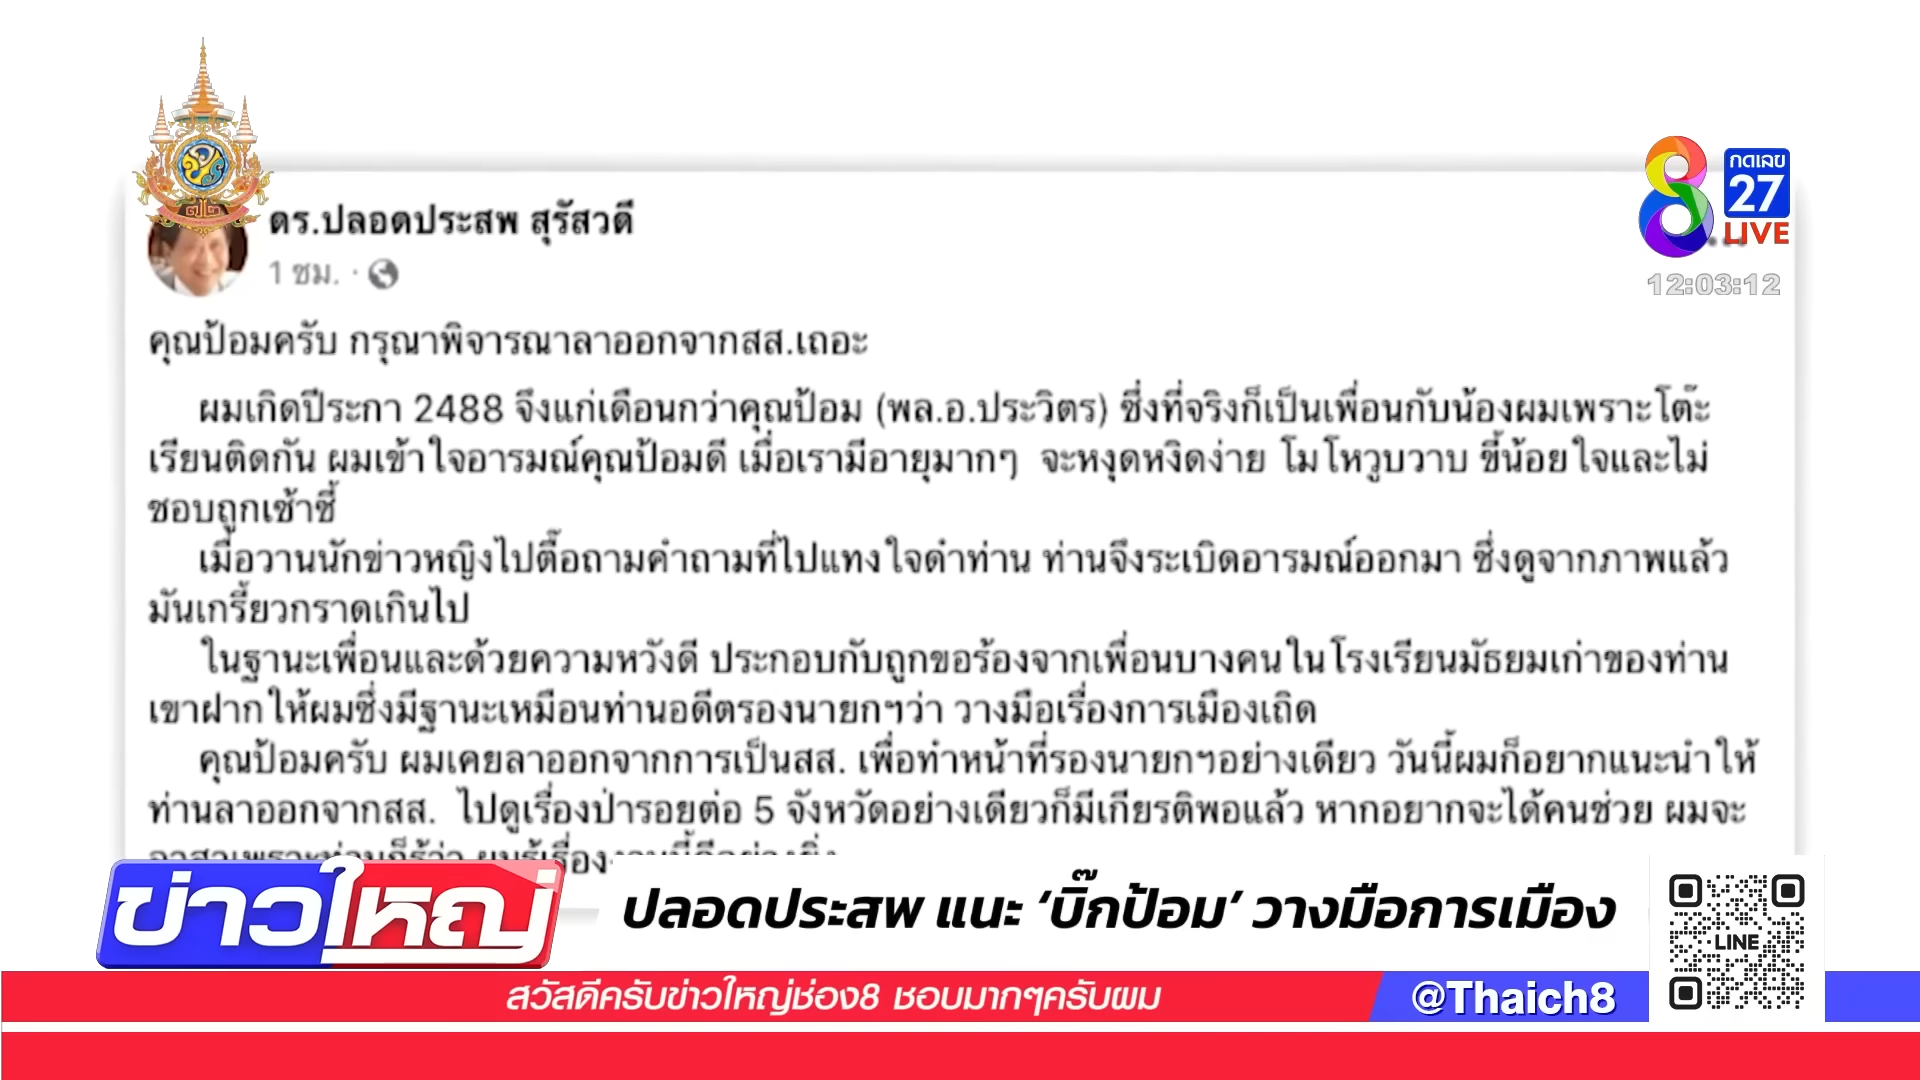 กดเลข
27
LIVE
12:03:12
ดร.ปลอดประสพ สุรัสวดี
1 ชม. ·
คุณป้อมครับ กรุณาพิจารณาลาออกจากสส.เถอะ
ผมเกิดปีระกา 2488 จึงแก่เดือนกว่าคุณป้อม (พล.อ.ประวิตร) ซึ่งที่จริงก็เป็นเพื่อนกับน้องผมเพราะโต๊ะ
เรียนติดกัน ผมเข้าใจอารมณ์คุณป้อมดี เมื่อเรามีอายุมากๆ จะหงุดหงิดง่าย โมโหวูบวาบ ขี้น้อยใจและไม่
ชอบถูกเซ้าซี้
เมื่อวานนักข่าวหญิงไปตื้อถามคำถามที่ไปแทงใจดำท่าน ท่านจึงระเบิดอารมณ์ออกมา ซึ่งดูจากภาพแล้ว
มันเกรี้ยวกราดเกินไป
ในฐานะเพื่อนและด้วยความหวังดี ประกอบกับถูกขอร้องจากเพื่อนบางคนในโรงเรียนมัธยมเก่าของท่าน
เขาฝากให้ผมซึ่งมีฐานะเหมือนท่านอดีตรองนายกฯว่า วางมือเรื่องการเมืองเถิด
คุณป้อมครับ ผมเคยลาออกจากการเป็นสส. เพื่อทำหน้าที่รองนายกฯอย่างเดียว วันนี้ผมก็อยากแนะนำให้
ท่านลาออกจากสส. ไปดูเรื่องป่ารอยต่อ 5 จังหวัดอย่างเดียวก็มีเกียรติพอแล้ว หากอยากจะได้คนช่วย ผมจะ
ข่าวใหญ่
ปลอดประสพ แนะ ‘บิ๊กป้อม’ วางมือการเมือง
LINE
สวัสดีครับข่าวใหญ่ช่อง8 ชอบมากๆครับผม
@Thaich8